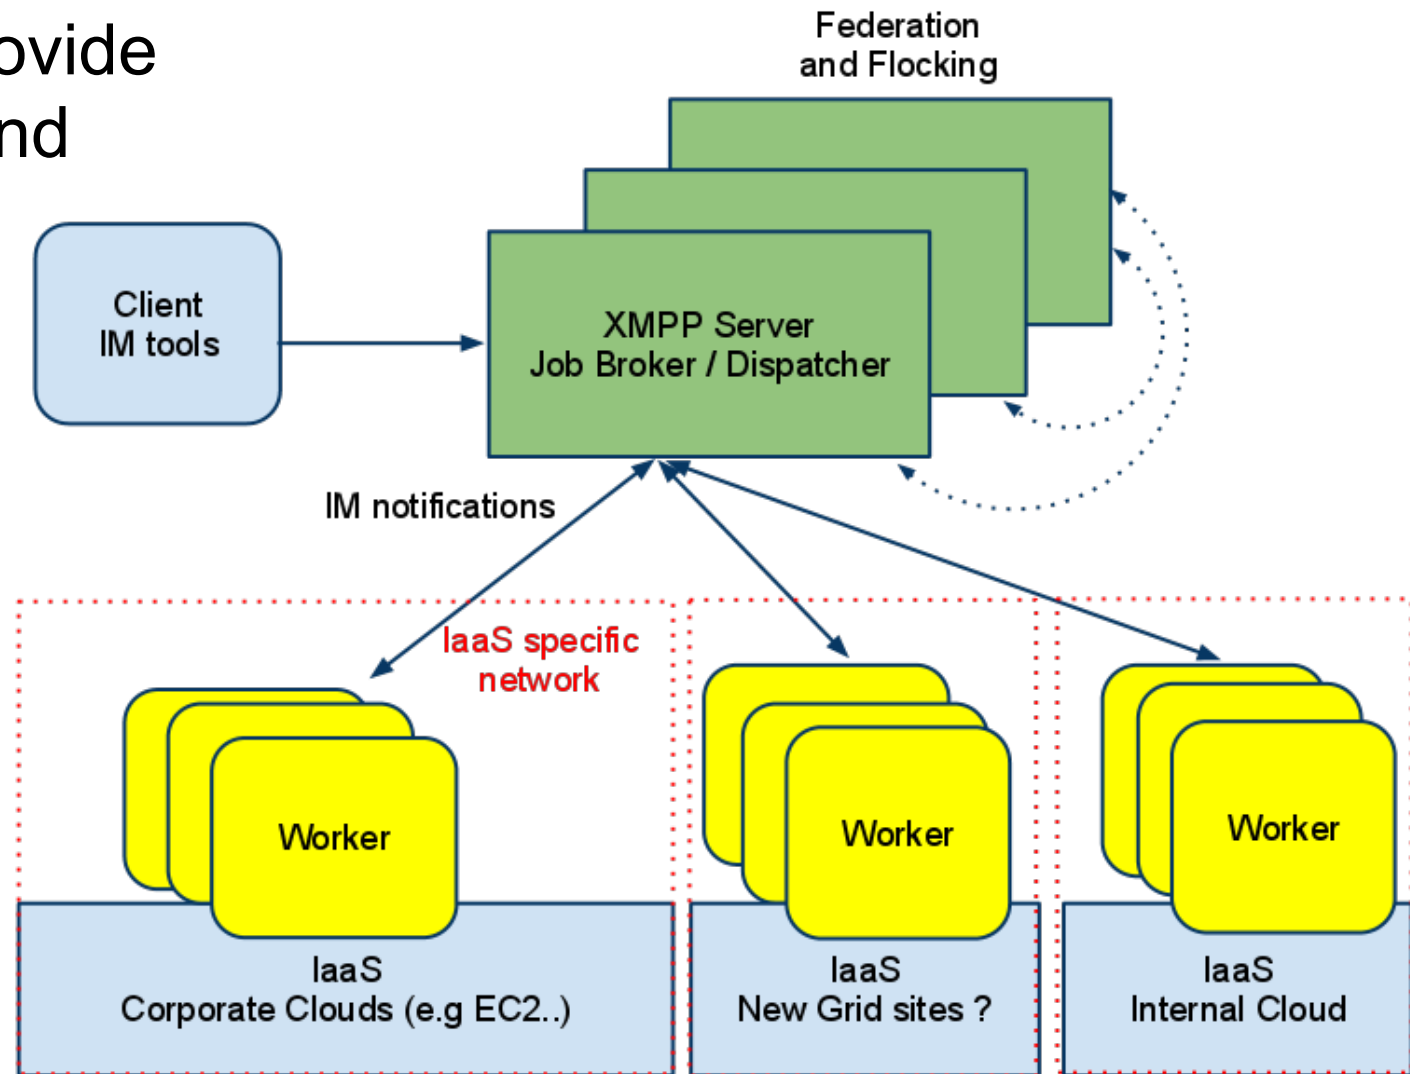 ovide
nd
Federation
and Flocking
Client
IM tools
XMPP Server
Job Broker / Dispatcher
IM notifications
IaaS specific
network
Worker
Worker
Worker
IaaS
Corporate Clouds (e.g EC2..)
IaaS
New Grid sites ?
IaaS
Internal Cloud